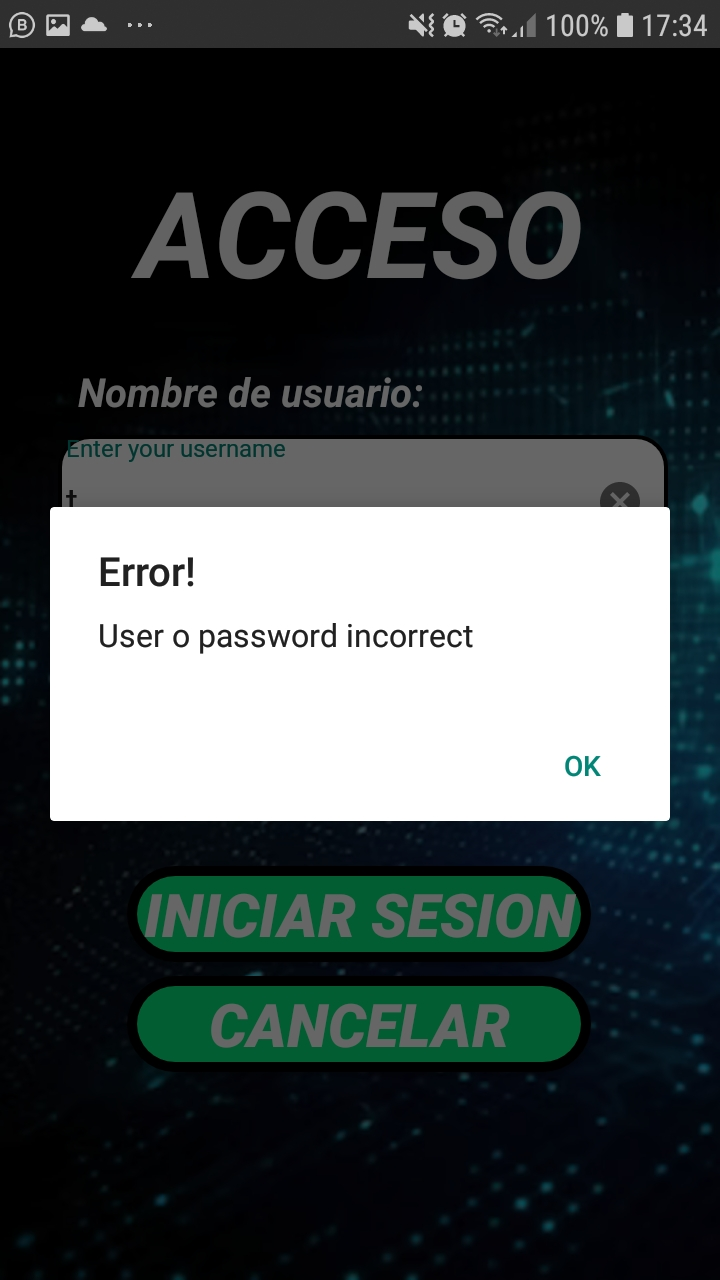 100% 17:34
ACCESO
Nombre de usuario:
Enter your username
t
Error!
User o password incorrect
OK
INICIAR SESION
CANCELAR